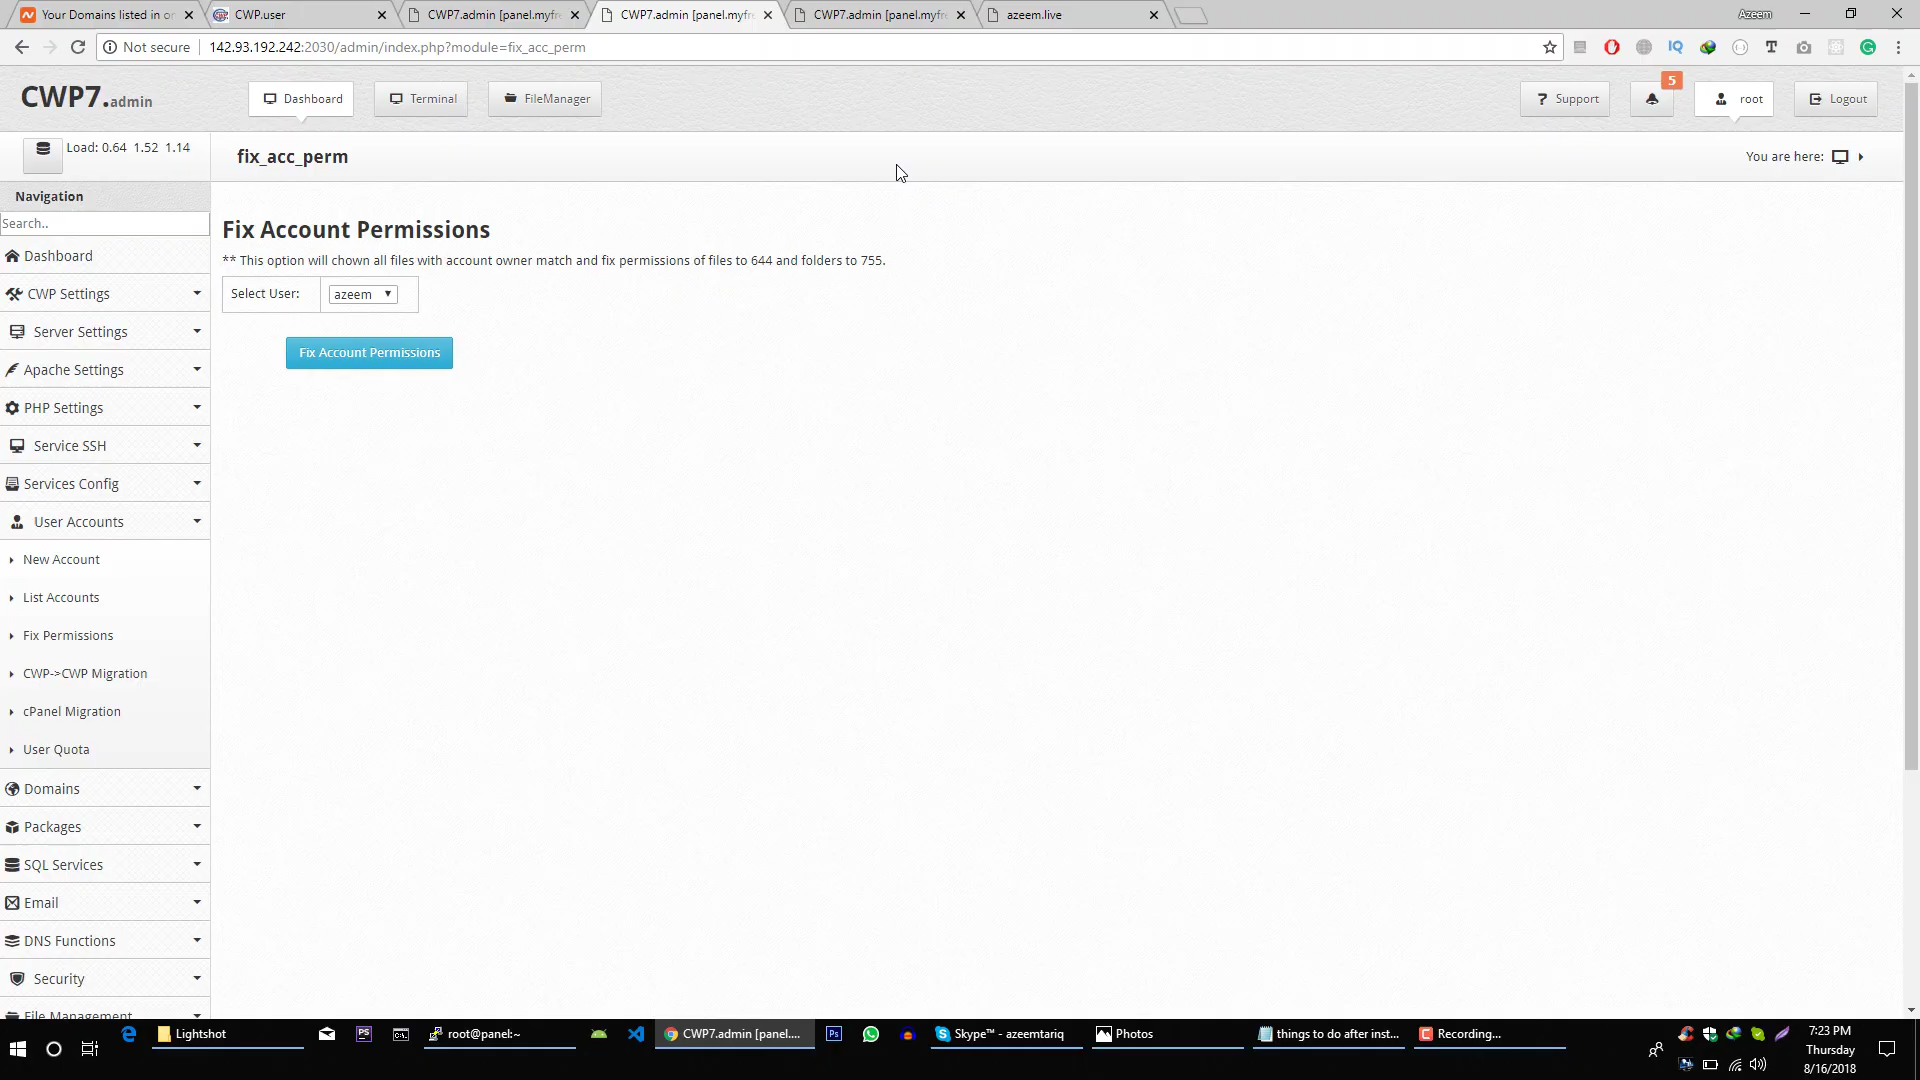 Your Domains listed in or
CWP.user
CWP7.admin [panel.myfre
CWP7.admin [panel.myfre
CWP7.admin [panel.myfre
azeem.live
Azeem
Not secure
142.93.192.242:2030/admin/index.php?module=fix_acc_perm
CWP7.admin
Dashboard
Terminal
FileManager
Support
5
root
Logout
Load: 0.64 1.52 1.14
fix_acc_perm
You are here:
Navigation
Search..
Dashboard
CWP Settings
Server Settings
Apache Settings
PHP Settings
Service SSH
Services Config
User Accounts
New Account
List Accounts
Fix Permissions
CWP->CWP Migration
cPanel Migration
User Quota
Domains
Packages
SQL Services
Email
DNS Functions
Security
File Management
Fix Account Permissions
** This option will chown all files with account owner match and fix permissions of files to 644 and folders to 755.
Select User:
azeem
Fix Account Permissions
Lightshot
root@panel:~
CWP7.admin [panel....
Skype™ - azeemtariq
Photos
things to do after inst...
Recording...
7:23 PM
Thursday
8/16/2018